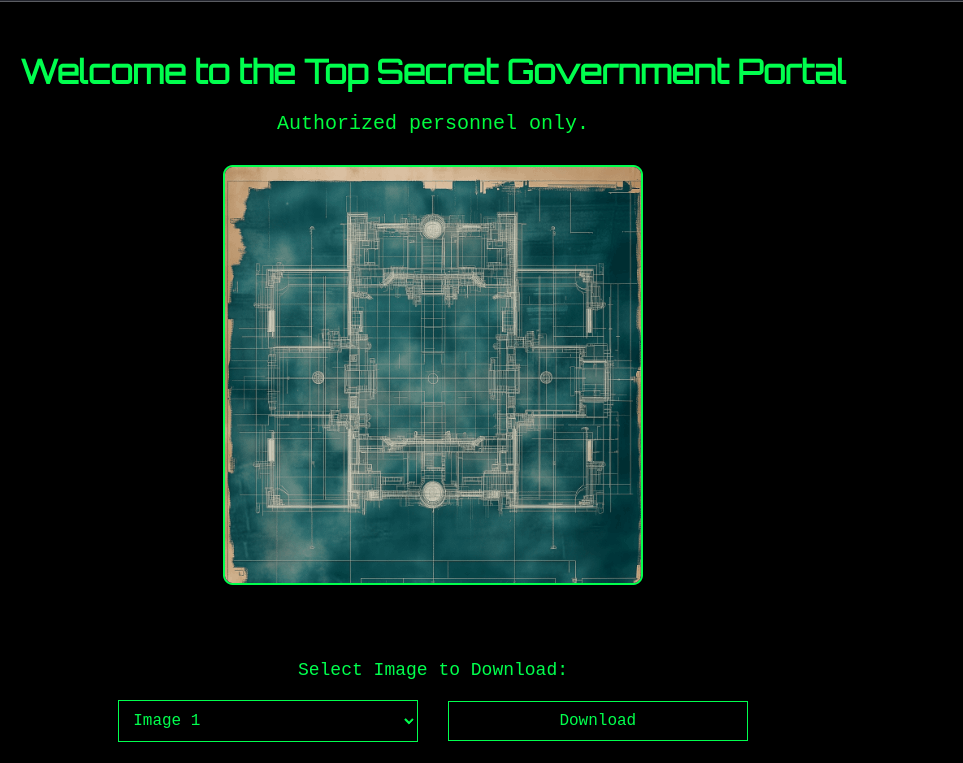 Welcome to the Top Secret Government Portal
Authorized personnel only.
Select Image to Download:
Image 1
Download